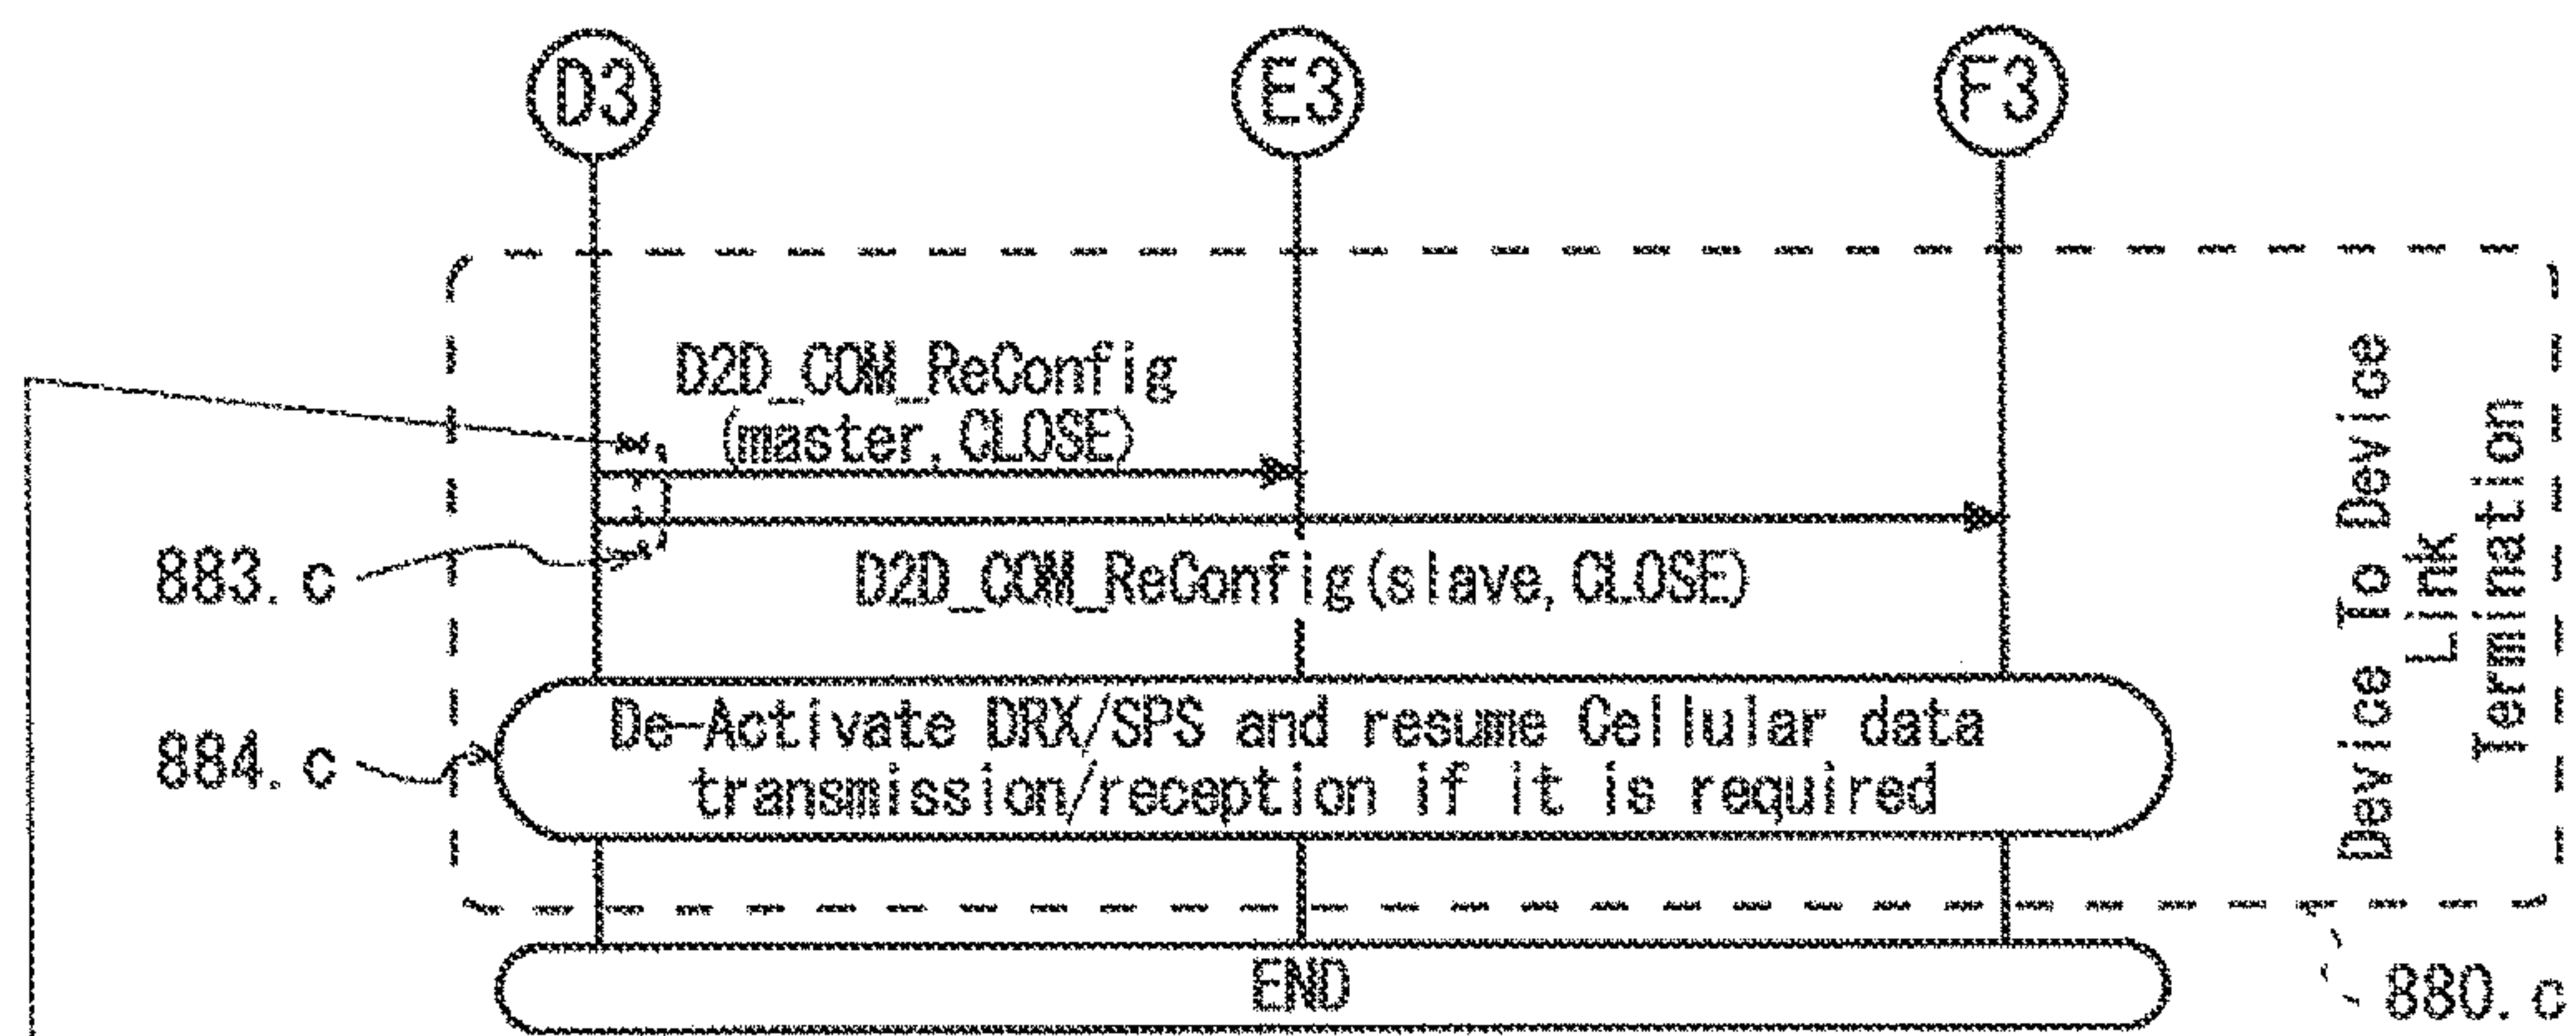 D3
E3
F3
D2D_COM_ReConfig
(master, CLOSE)
883. c
D2D_COM_ReConfig(slave, CLOSE)
Device To Device
Link
Termination
884. c
De-Activate DRX/SPS and resume Cellular data
transmission/reception if it is required
END
880. c